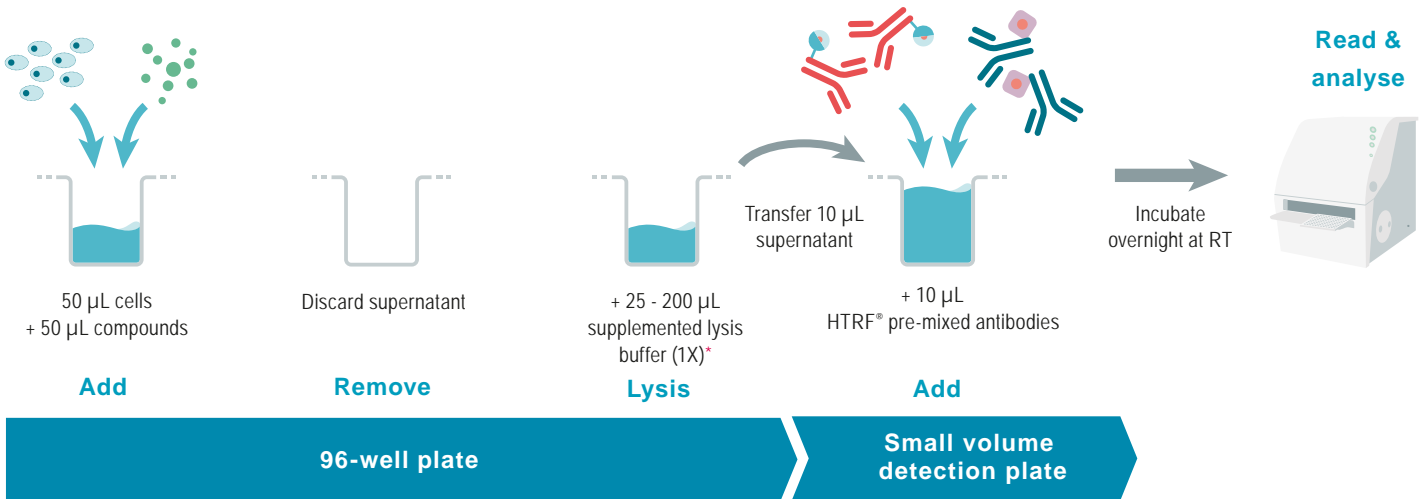 50 µL cells
+ 50 µL compounds
Add
Discard supernatant
Remove
+ 25 - 200 µL
supplemented lysis
buffer (1X)*
Lysis
Transfer 10 µL
supernatant
+ 10 µL
HTRF® pre-mixed antibodies
Add
Incubate
overnight at RT
Read &
analyse
96-well plate
Small volume
detection plate